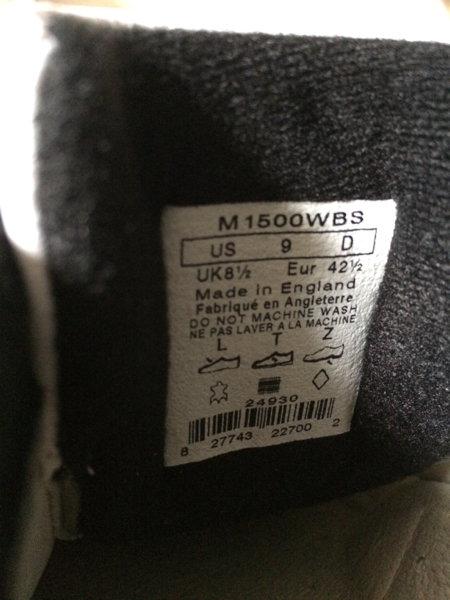 M1500WBS
US 9 D
UK8½ Eur 42½
Made in England
Fabriqué en Angleterre
DO NOT MACHINE WASH
NE PAS LAVER A LA MACHINE
L T Z
24930
8 27743 22700 2